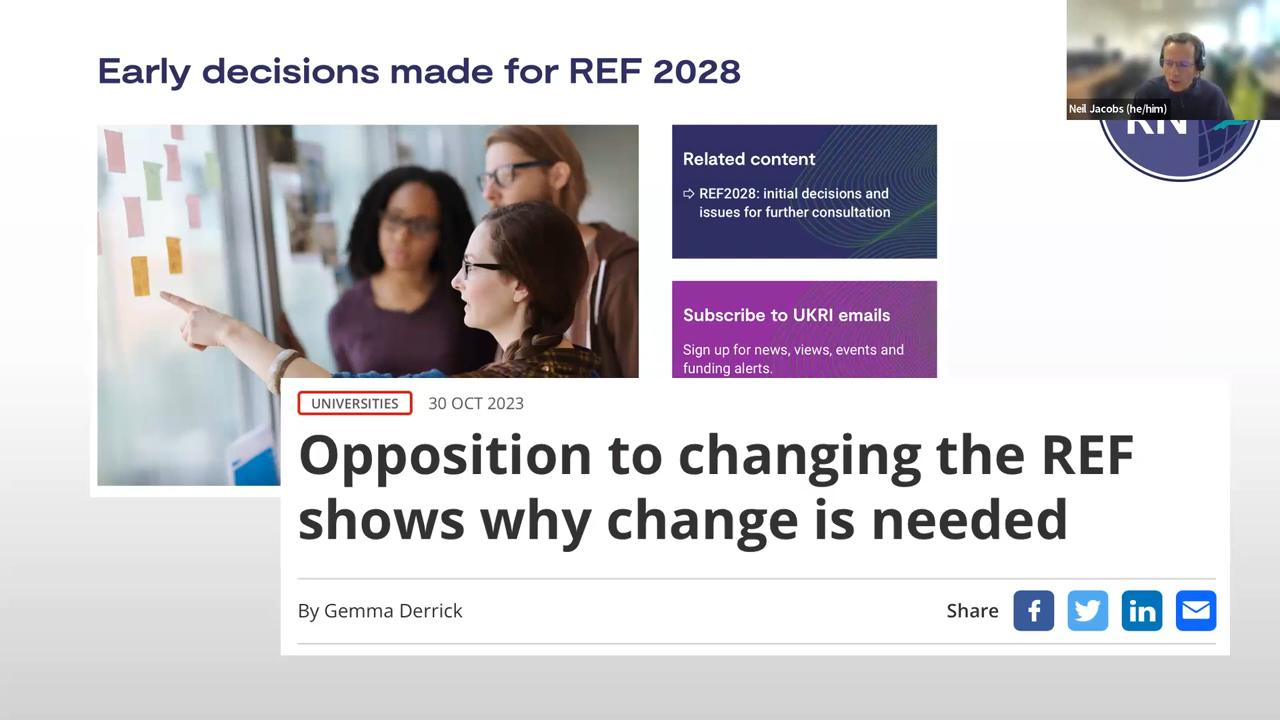 Early decisions made for REF 2028
Neil Jacobs (he/him)
RN
Related content
⇨ REF2028: initial decisions and
issues for further consultation
Subscribe to UKRI emails
Sign up for news, views, events and
funding alerts.
UNIVERSITIES 30 OCT 2023
Opposition to changing the REF
shows why change is needed
By Gemma Derrick
Share